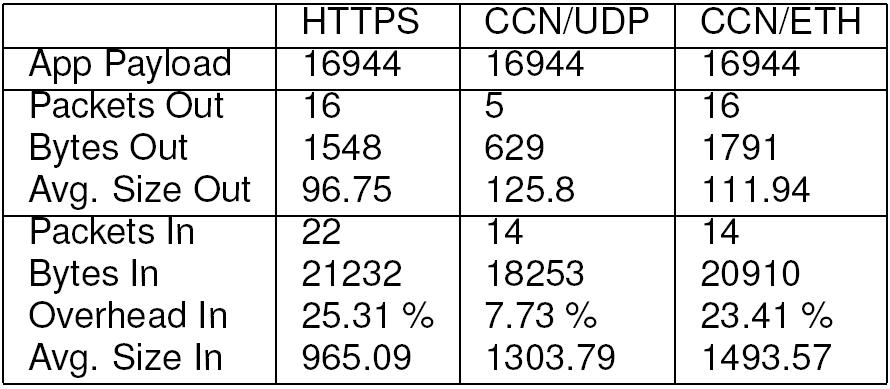 HTTPS CCN/UDP CCN/ETH
App Payload 16944 16944 16944
Packets Out 16 5 16
Bytes Out 1548 629 1791
Avg. Size Out 96.75 125.8 111.94
Packets In 22 14 14
Bytes In 21232 18253 20910
Overhead In 25.31 % 7.73 % 23.41 %
Avg. Size In 965.09 1303.79 1493.57